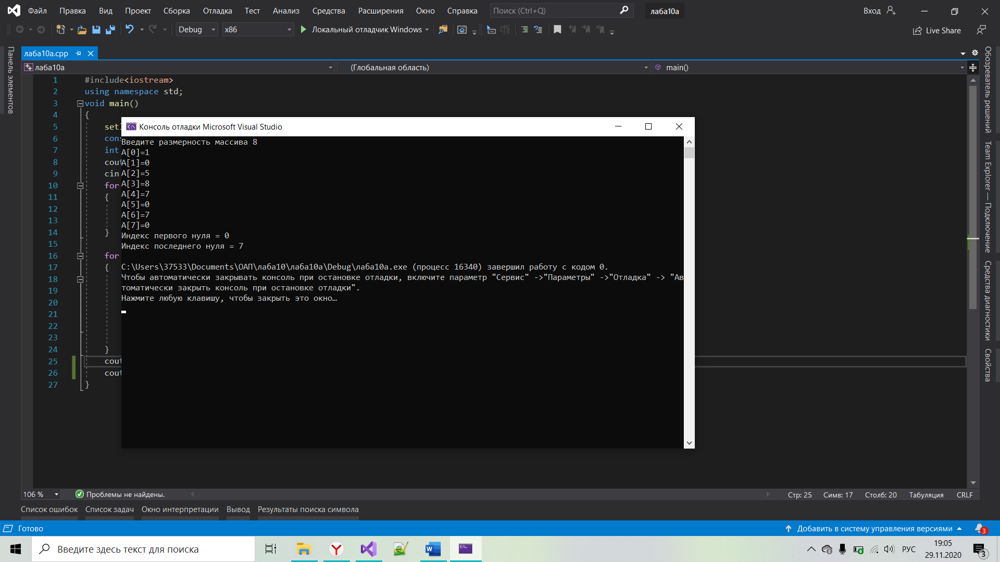 Файл Правка Вид Проект Сборка Отладка Тест Анализ Средства Расширения Окно Справка Поиск (Ctrl+Q) лаба10а Вход
Debug x86 Локальный отладчик Windows Live Share
Панель элементов
лаба10а.cpp
лаба10а (Глобальная область) main()
1 #include<iostream>
2 using namespace std;
3 void main()
4 {
5 setl
6 cons
7 int
8 cout
9 cin
10 for
11 {
12
13
14 }
15
16 for
17 {
18
19
20
21
22
23
24 }
25 cout
26 cout
27 }
Консоль отладки Microsoft Visual Studio
Введите размерность массива 8
A[0]=1
A[1]=0
A[2]=5
A[3]=8
A[4]=7
A[5]=0
A[6]=7
A[7]=0
Индекс первого нуля = 0
Индекс последнего нуля = 7
C:\Users\37533\Documents\ОАП\лаба10\лаба10а\Debug\лаба10а.exe (процесс 16340) завершил работу с кодом 0.
Чтобы автоматически закрывать консоль при остановке отладки, включите параметр "Сервис" ->"Параметры" ->"Отладка" -> "Ав
томатически закрыть консоль при остановке отладки".
Нажмите любую клавишу, чтобы закрыть это окно…
Обозреватель решений
Team Explorer — Подключение
Средства диагностики
Свойства
106 % Проблемы не найдены. Стр: 25 Симв: 17 Столб: 20 Табуляция CRLF
Список ошибок Список задач Окно интерпретации Вывод Результаты поиска символа
Готово Добавить в систему управления версиями 3
Введите здесь текст для поиска РУС 19:05
29.11.2020 3